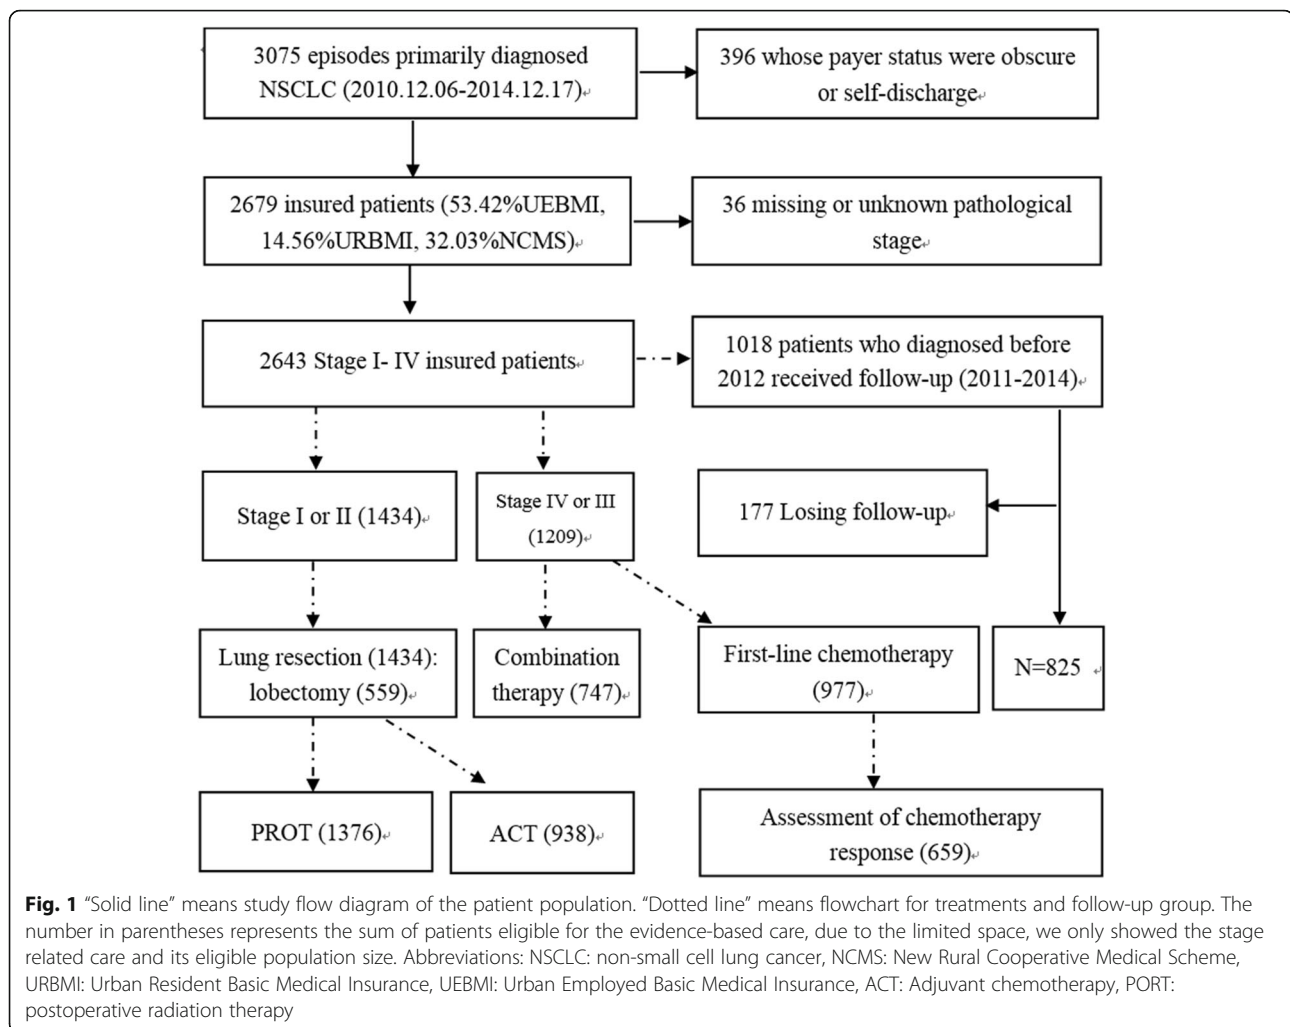 3075 episodes primarily diagnosed
NSCLC (2010.12.06-2014.12.17)
396 whose payer status were obscure
or self-discharge
2679 insured patients (53.42%UEBMI,
14.56%URBMI, 32.03%NCMS)
36 missing or unknown pathological
stage
2643 Stage I- IV insured patients
1018 patients who diagnosed before
2012 received follow-up (2011-2014)
Stage I or II (1434)
Stage IV or III
(1209)
177 Losing follow-up
Lung resection (1434):
lobectomy (559)
Combination
therapy (747)
First-line chemotherapy
(977)
N=825
PROT (1376)
ACT (938)
Assessment of chemotherapy
response (659)
Fig. 1 “Solid line” means study flow diagram of the patient population. “Dotted line” means flowchart for treatments and follow-up group. The
number in parentheses represents the sum of patients eligible for the evidence-based care, due to the limited space, we only showed the stage
related care and its eligible population size. Abbreviations: NSCLC: non-small cell lung cancer, NCMS: New Rural Cooperative Medical Scheme,
URBMI: Urban Resident Basic Medical Insurance, UEBMI: Urban Employed Basic Medical Insurance, ACT: Adjuvant chemotherapy, PORT:
postoperative radiation therapy